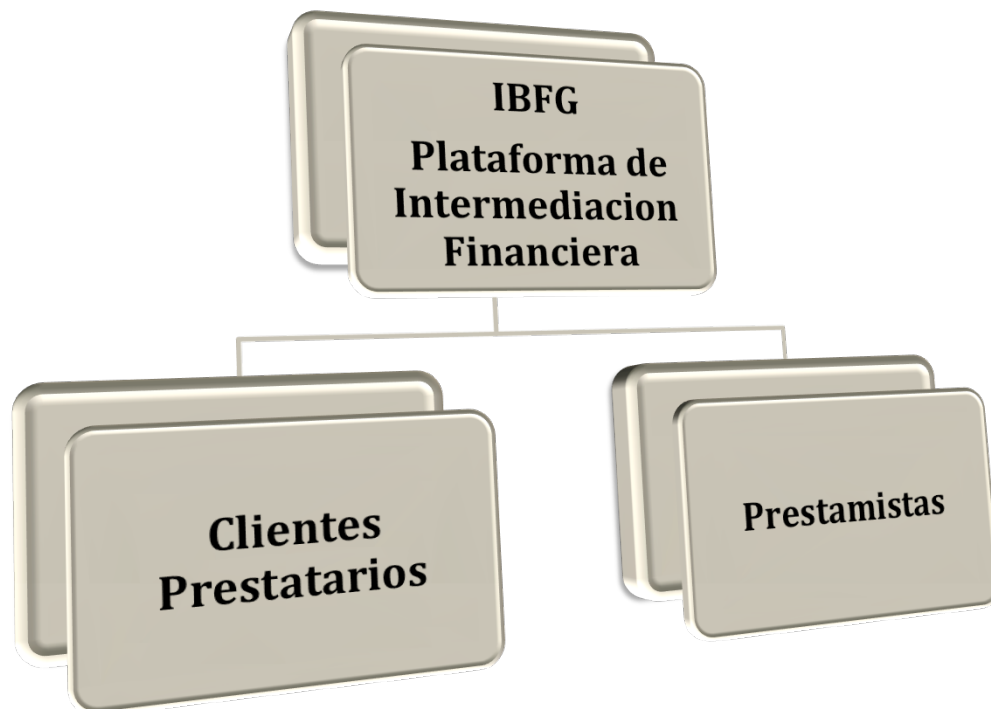 IBFG
Plataforma de
Intermediacion
Financiera
Clientes
Prestatarios
Prestamistas